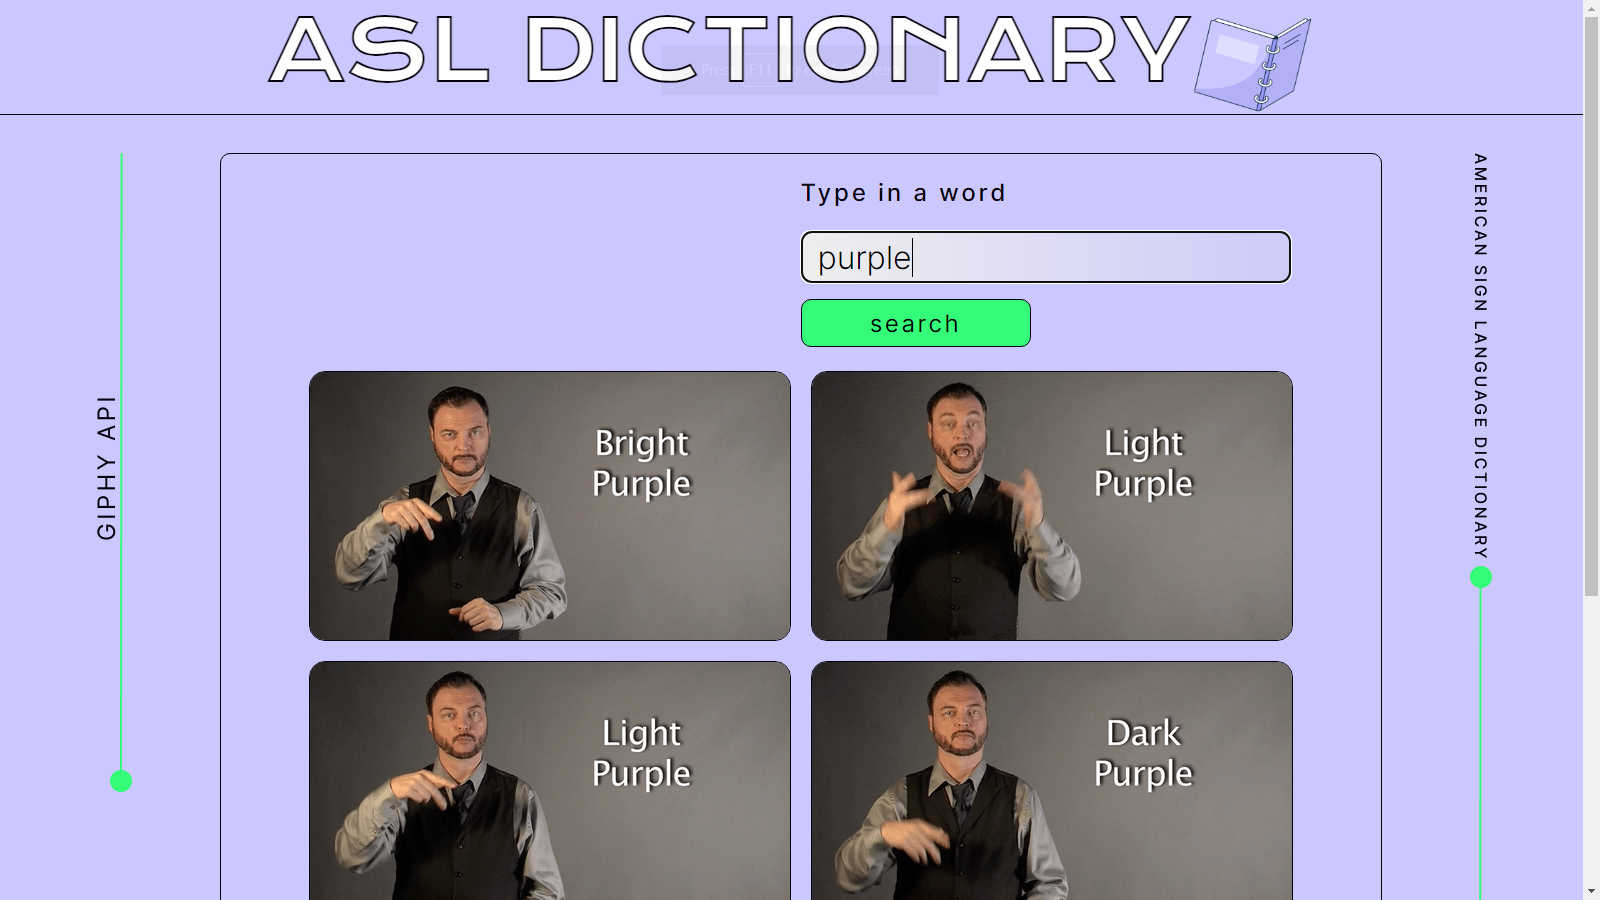 ASL DICTIONARY
GIPHY API
Type in a word
purple
search
Bright
Purple
Light
Purple
Light
Purple
Dark
Purple
AMERICAN SIGN LANGUAGE DICTIONARY